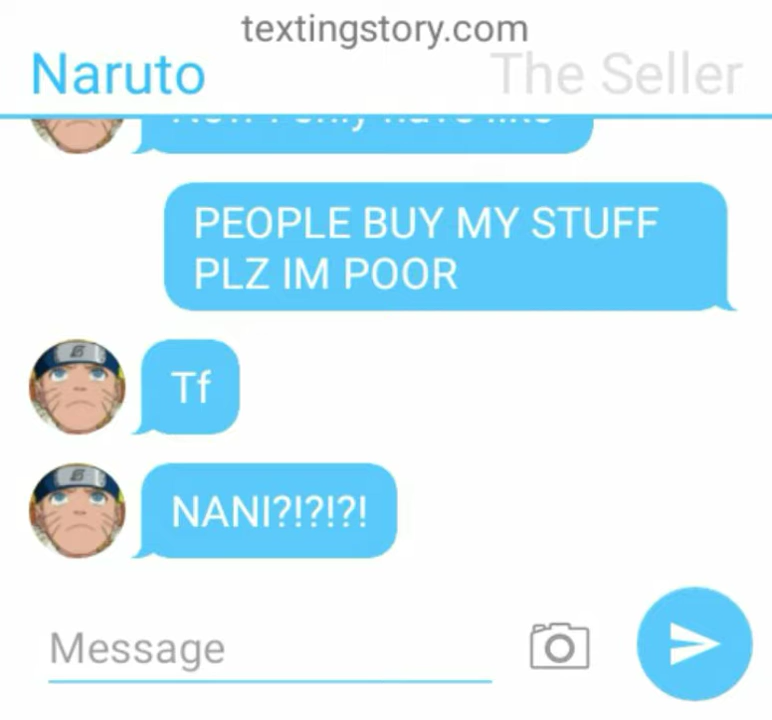 textingstory.com
Naruto The Seller
PEOPLE BUY MY STUFF
PLZ IM POOR
Tf
NANI?!?!?!
Message